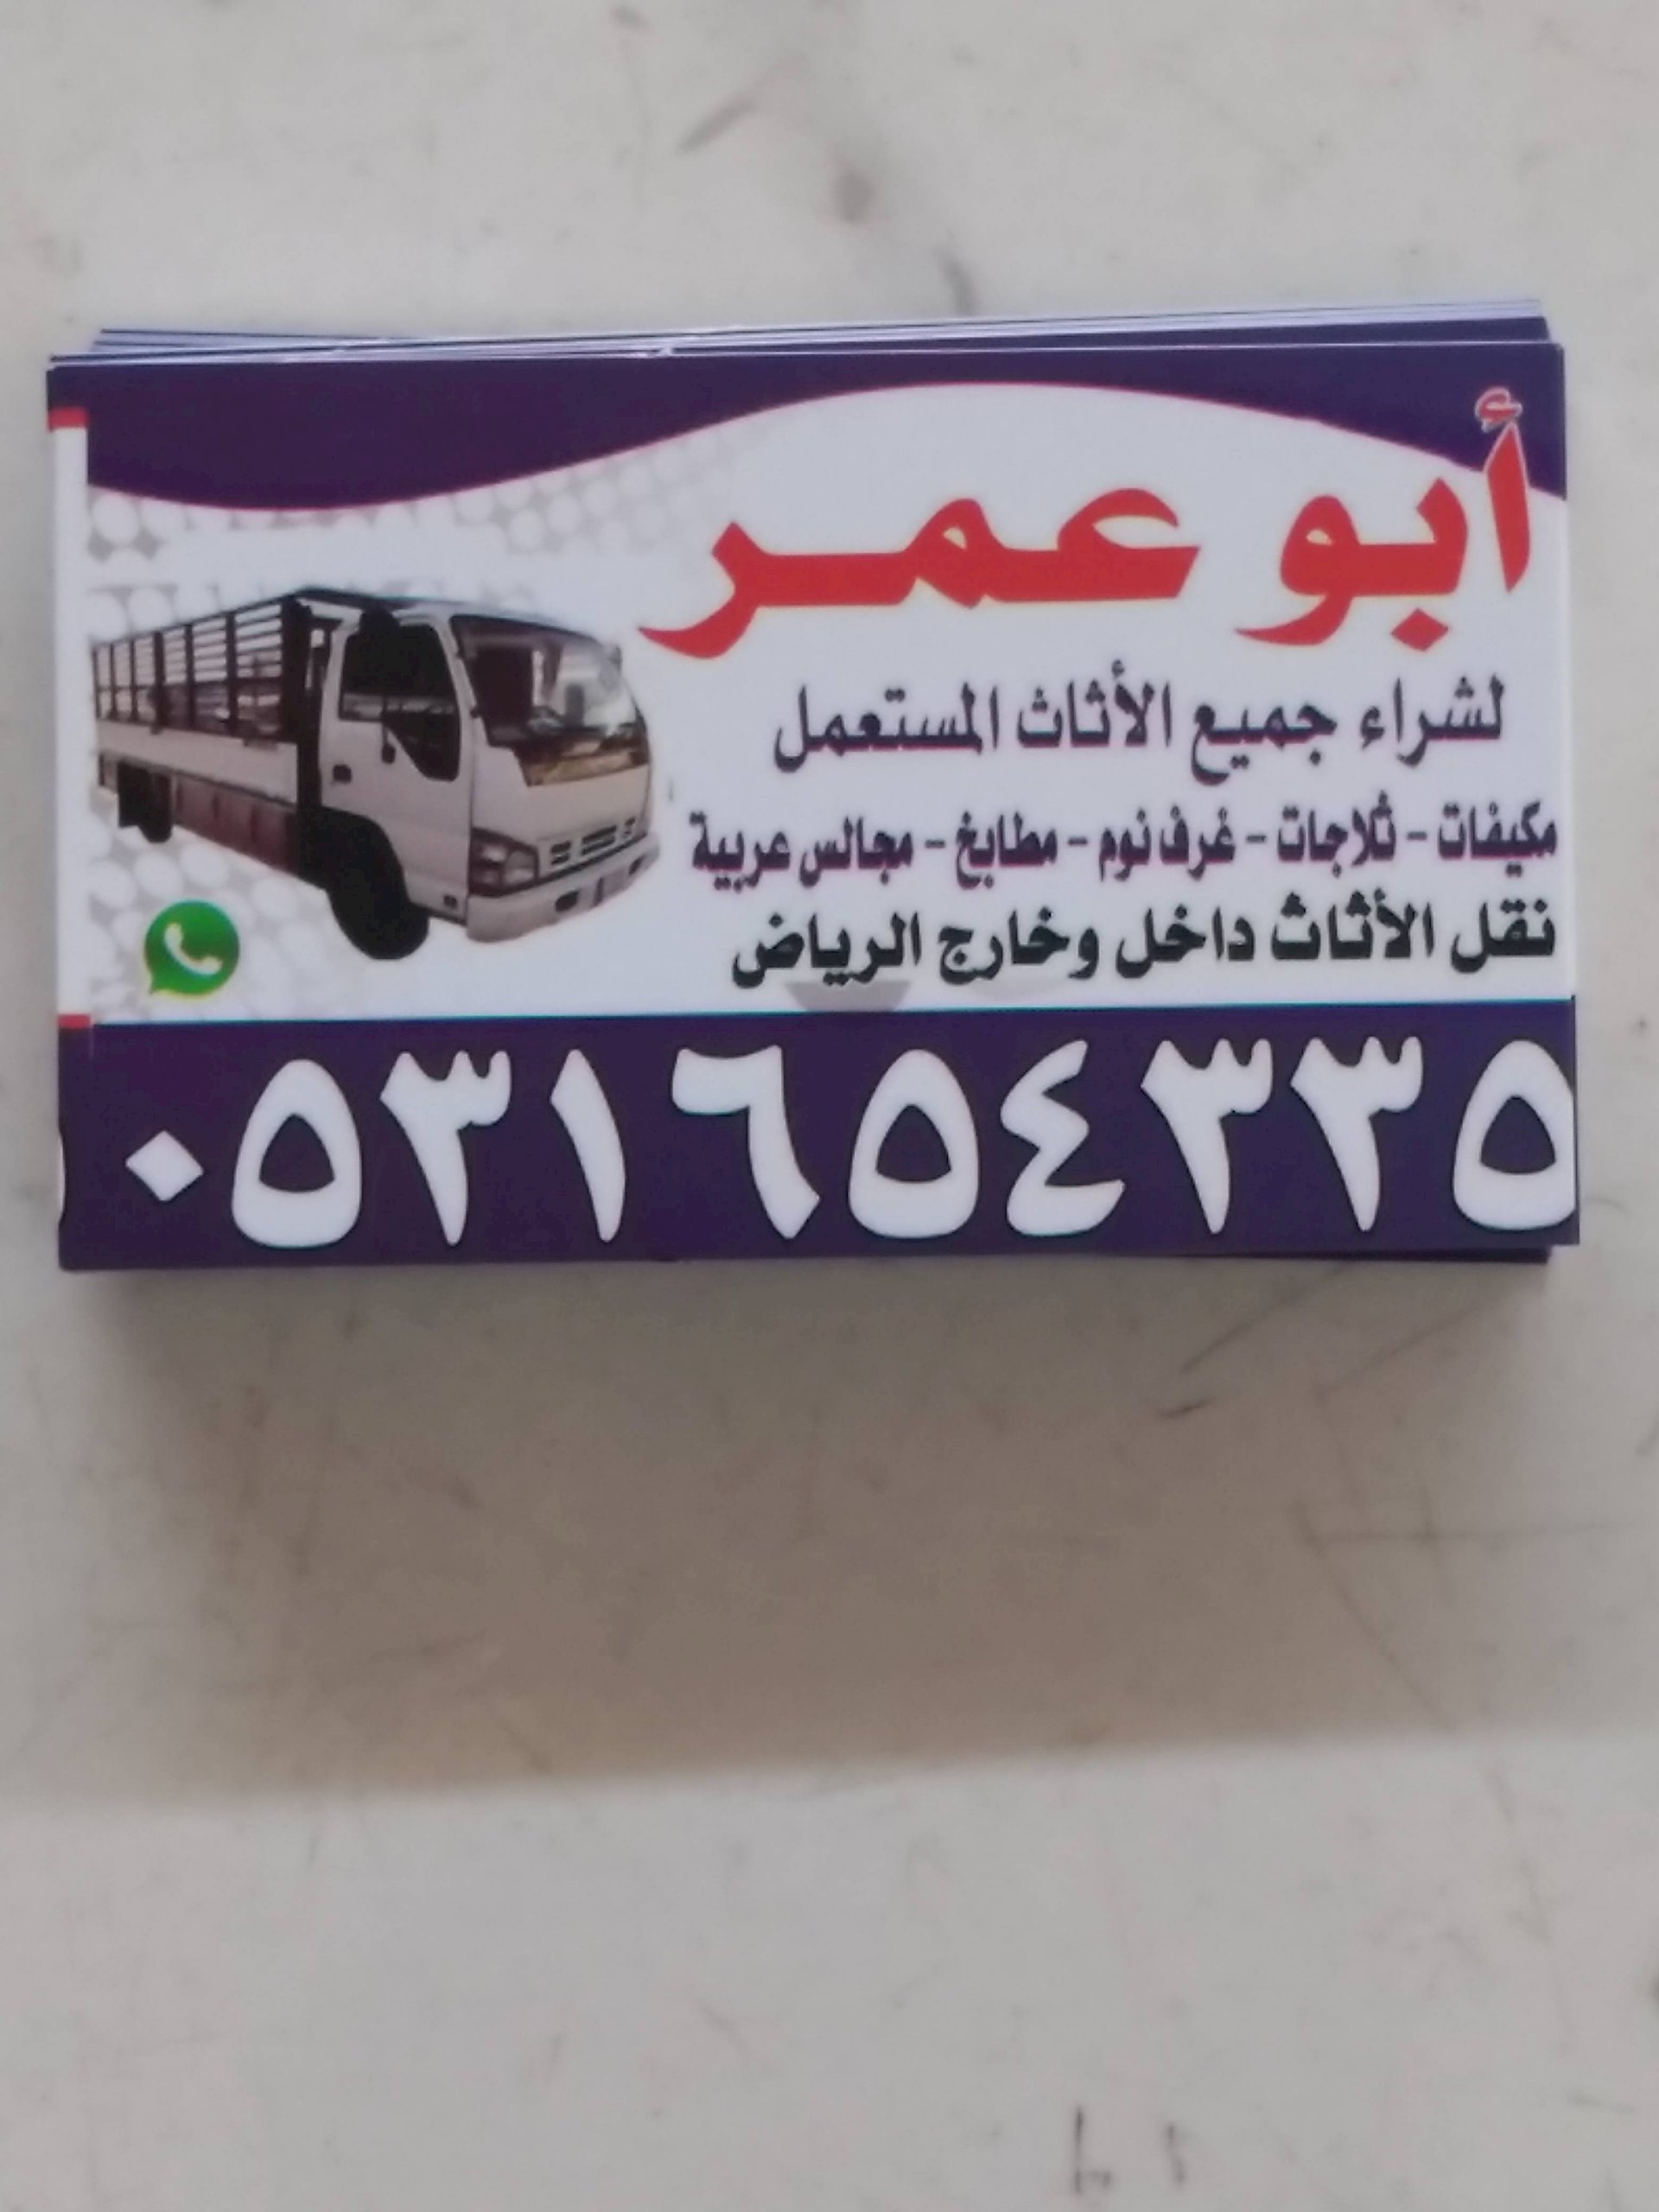 أبو عمر
لشراء جميع الأثاث المستعمل
مكيفات - ثلاجات - غرف نوم - مطابخ - مجالس عربية
نقل الأثاث داخل وخارج الرياض
٠٥٣١٦٥٤٣٣٥